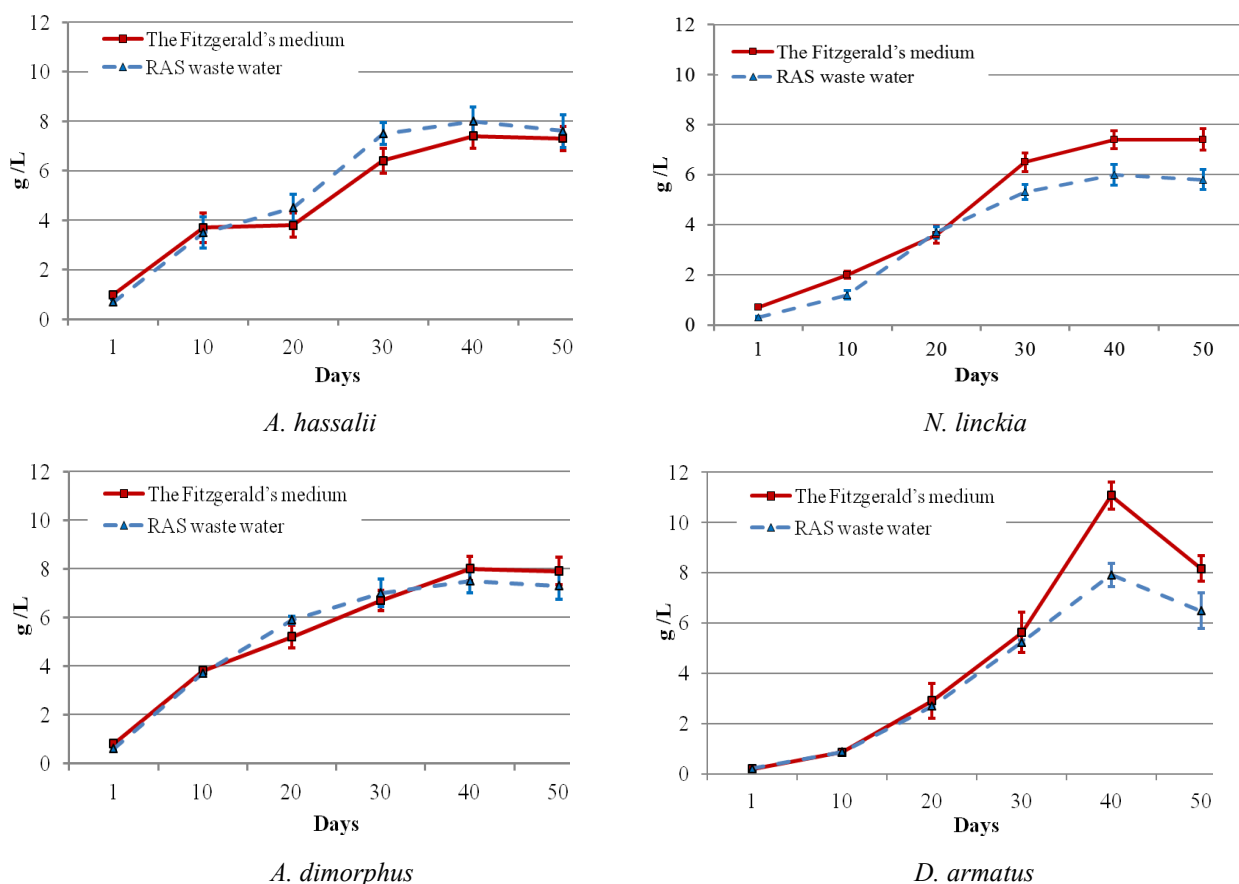 g /L
12
10
8
6
4
2
0
The Fitzgerald's medium
RAS waste water
1 10 20 30 40 50
Days
A. hassalii
g /L
12
10
8
6
4
2
0
The Fitzgerald's medium
RAS waste water
1 10 20 30 40 50
Days
N. linckia
g /L
12
10
8
6
4
2
0
The Fitzgerald's medium
RAS waste water
1 10 20 30 40 50
Days
A. dimorphus
g /L
12
10
8
6
4
2
0
The Fitzgerald's medium
RAS waste water
1 10 20 30 40 50
Days
D. armatus